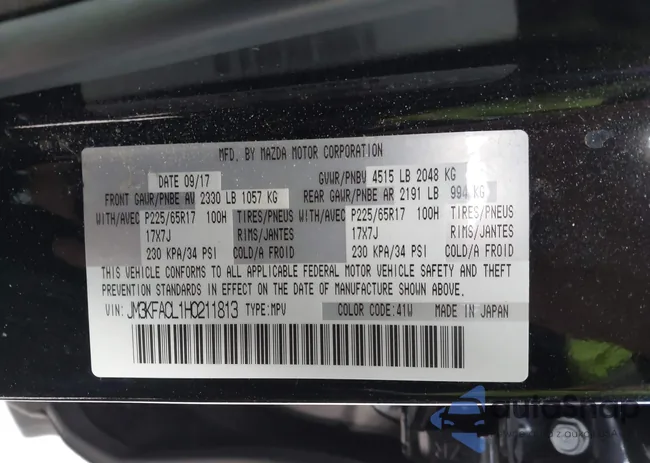 MFD. BY MAZDA MOTOR CORPORATION
DATE 09/17 GVWR/PNBV 4515 LB 2048 KG
FRONT GAWR/PNBE AV 2330 LB 1057 KG REAR GAWR/PNBE AR 2191 LB 994 KG
WITH/AVEC P225/65R17 100H TIRES/PNEUS WITH/AVEC P225/65R17 100H TIRES/PNEUS
17X7J RIMS/JANTES 17X7J RIMS/JANTES
230 KPA/34 PSI COLD/A FROID 230 KPA/34 PSI COLD/A FROID
THIS VEHICLE CONFORMS TO ALL APPLICABLE FEDERAL MOTOR VEHICLE SAFETY AND THEFT
PREVENTION STANDARDS IN EFFECT ON THE DATE OF MANUFACTURE SHOWN ABOVE.
VIN: JM3KFACL1H0211813 TYPE: MPV COLOR CODE: 41W MADE IN JAPAN
autoShop